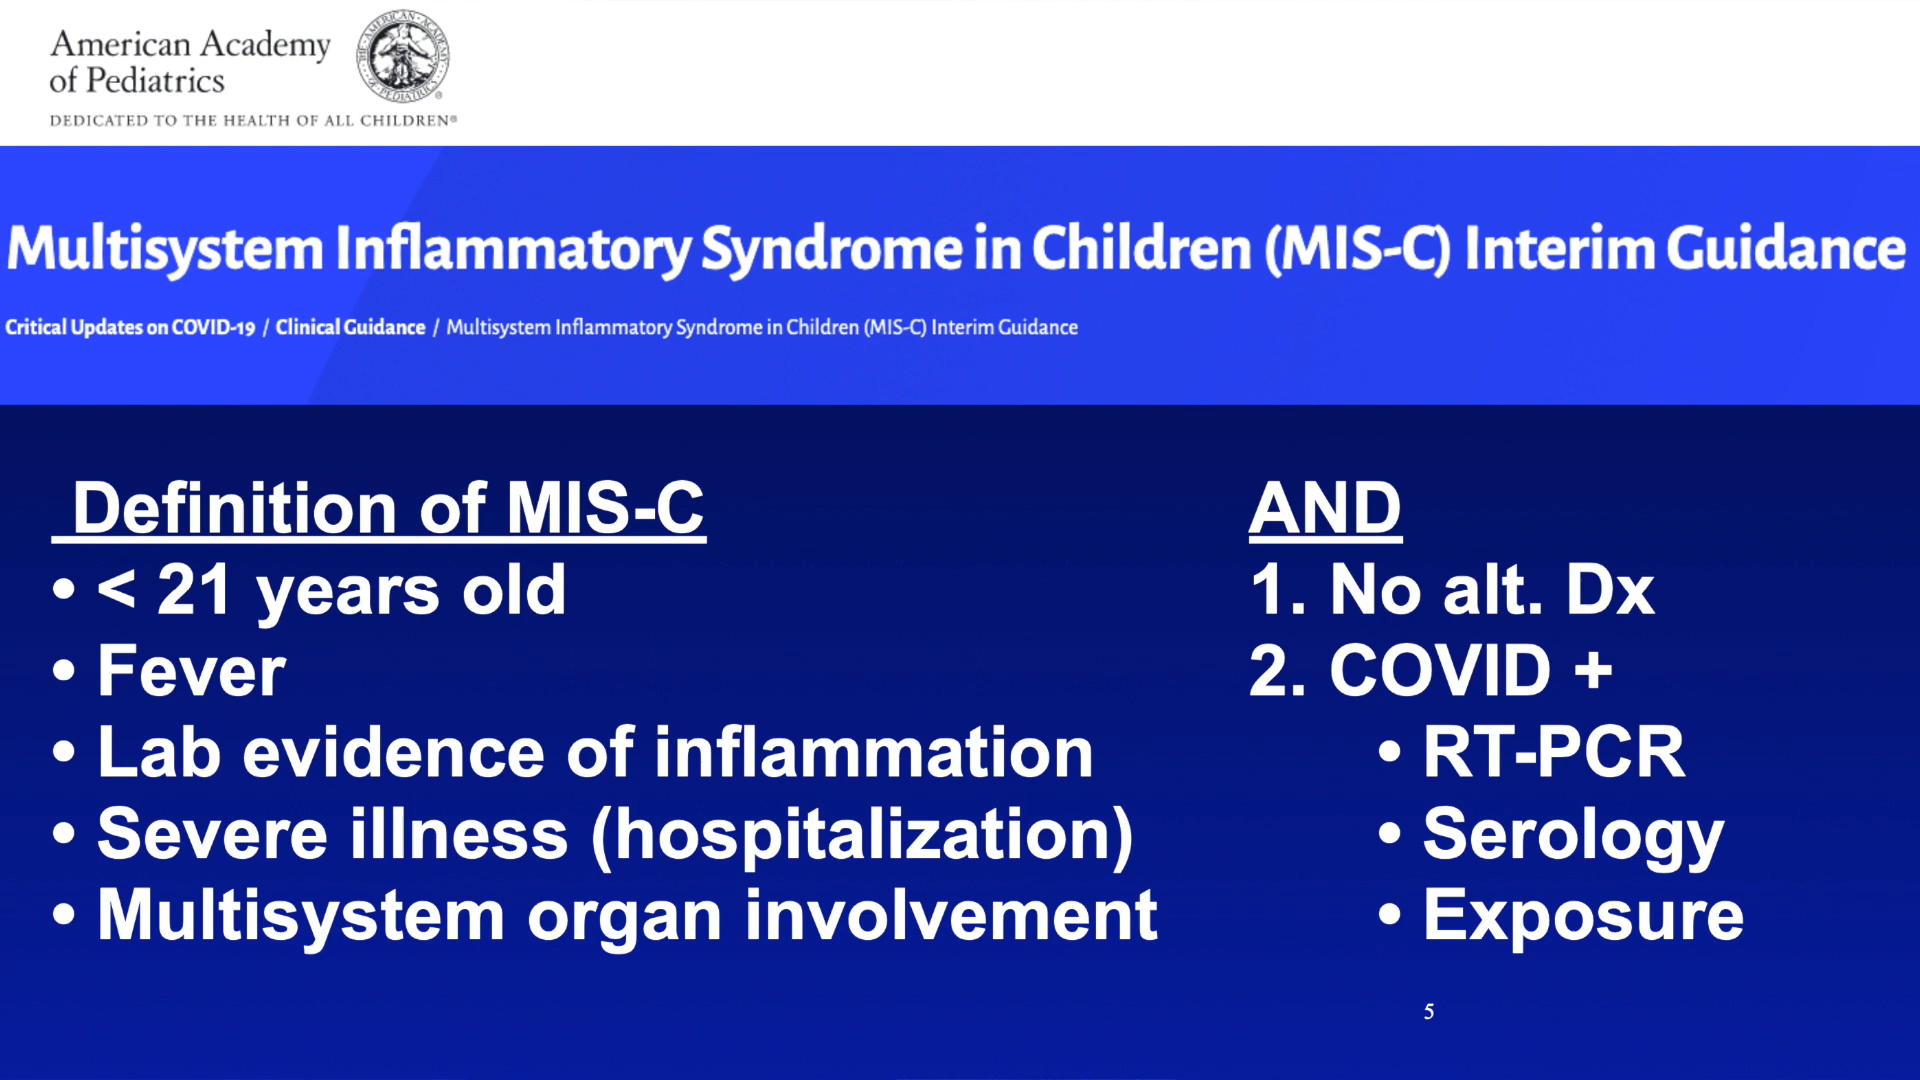 American Academy
of Pediatrics
DEDICATED TO THE HEALTH OF ALL CHILDREN®
Multisystem Inflammatory Syndrome in Children (MIS-C) Interim Guidance
Critical Updates on COVID-19 / Clinical Guidance / Multisystem Inflammatory Syndrome in Children (MIS-C) Interim Guidance
Definition of MIS-C
• < 21 years old
• Fever
• Lab evidence of inflammation
• Severe illness (hospitalization)
• Multisystem organ involvement
AND
1. No alt. Dx
2. COVID +
• RT-PCR
• Serology
• Exposure
5